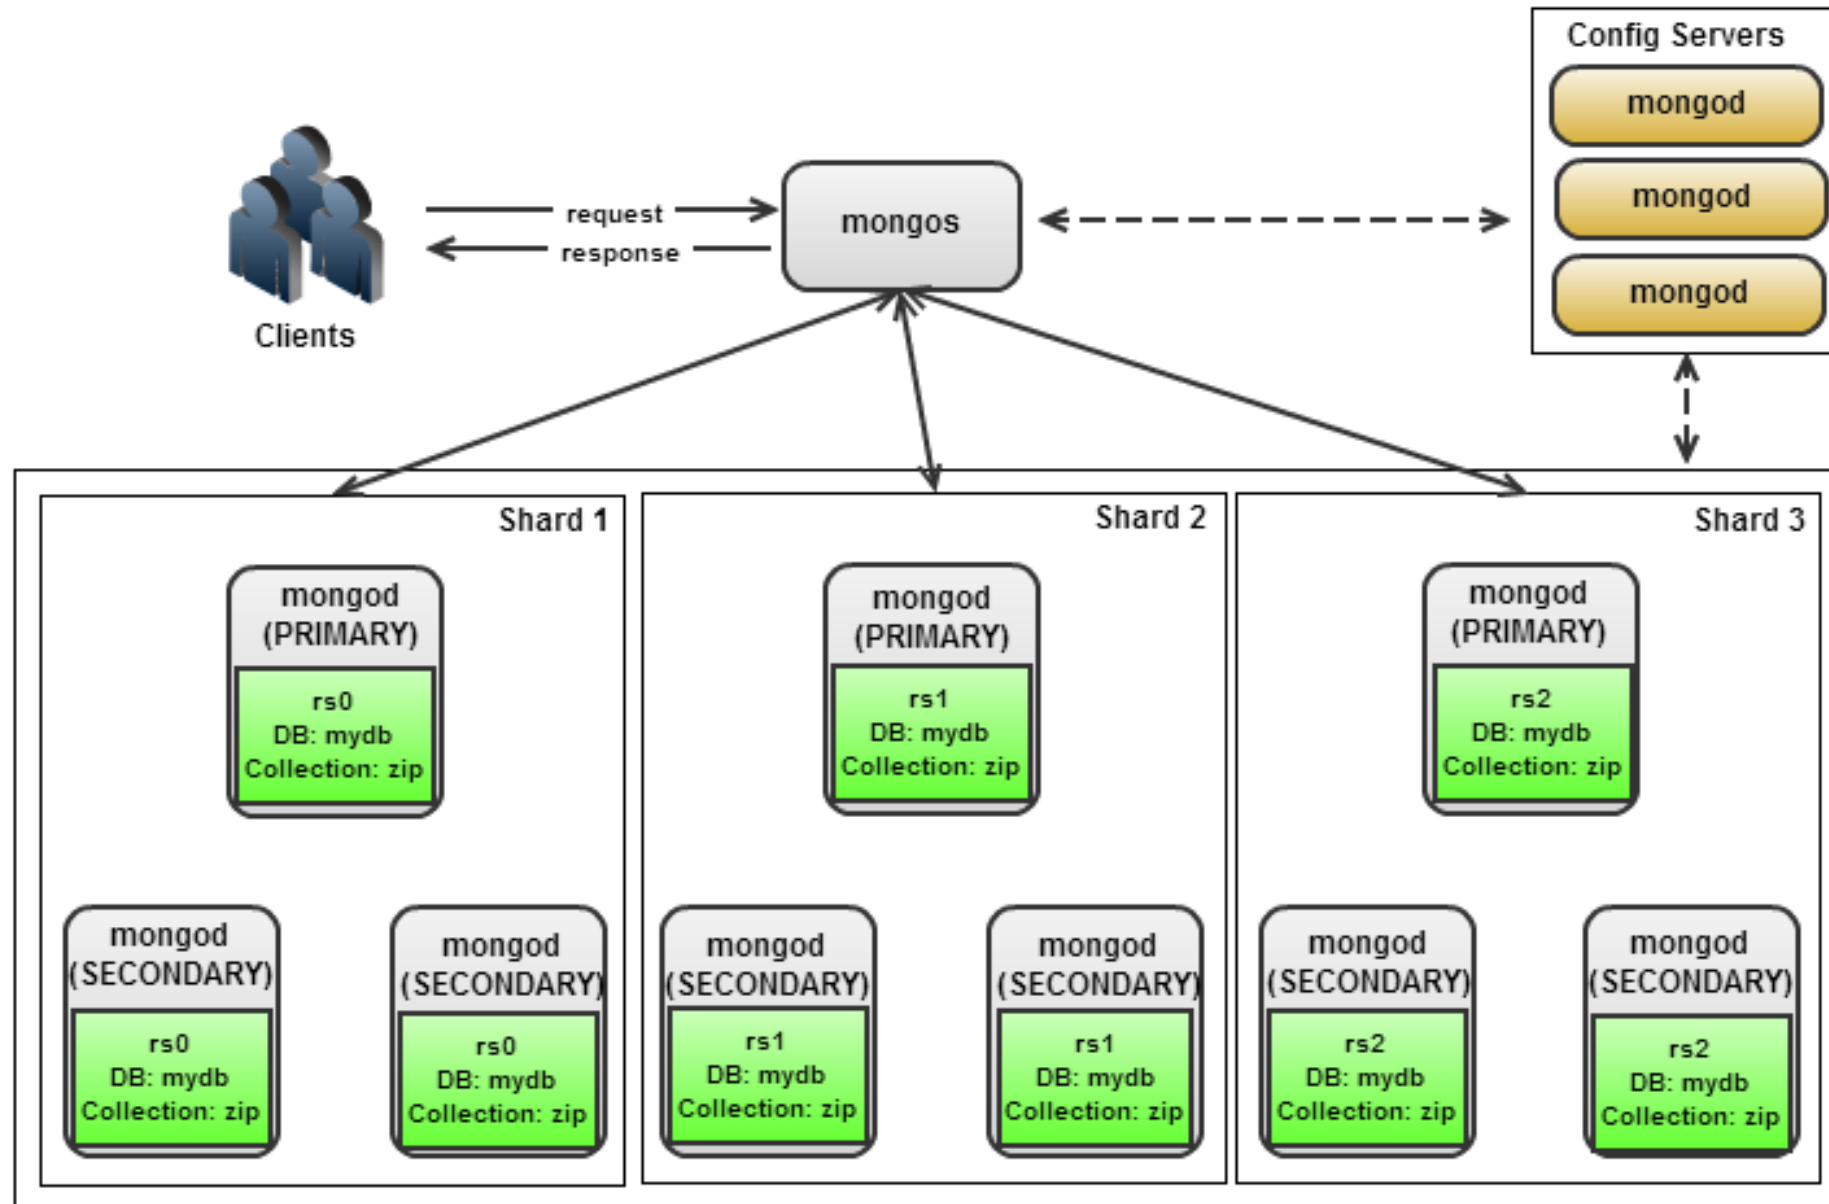 Config Servers
mongod
mongod
mongod
request
response
mongos
Clients
Shard 1
mongod
(PRIMARY)
rs0
DB: mydb
Collection: zip
mongod
(SECONDARY)
rs0
DB: mydb
Collection: zip
mongod
(SECONDARY)
rs0
DB: mydb
Collection: zip
Shard 2
mongod
(PRIMARY)
rs1
DB: mydb
Collection: zip
mongod
(SECONDARY)
rs1
DB: mydb
Collection: zip
mongod
(SECONDARY)
rs1
DB: mydb
Collection: zip
Shard 3
mongod
(PRIMARY)
rs2
DB: mydb
Collection: zip
mongod
(SECONDARY)
rs2
DB: mydb
Collection: zip
mongod
(SECONDARY)
rs2
DB: mydb
Collection: zip